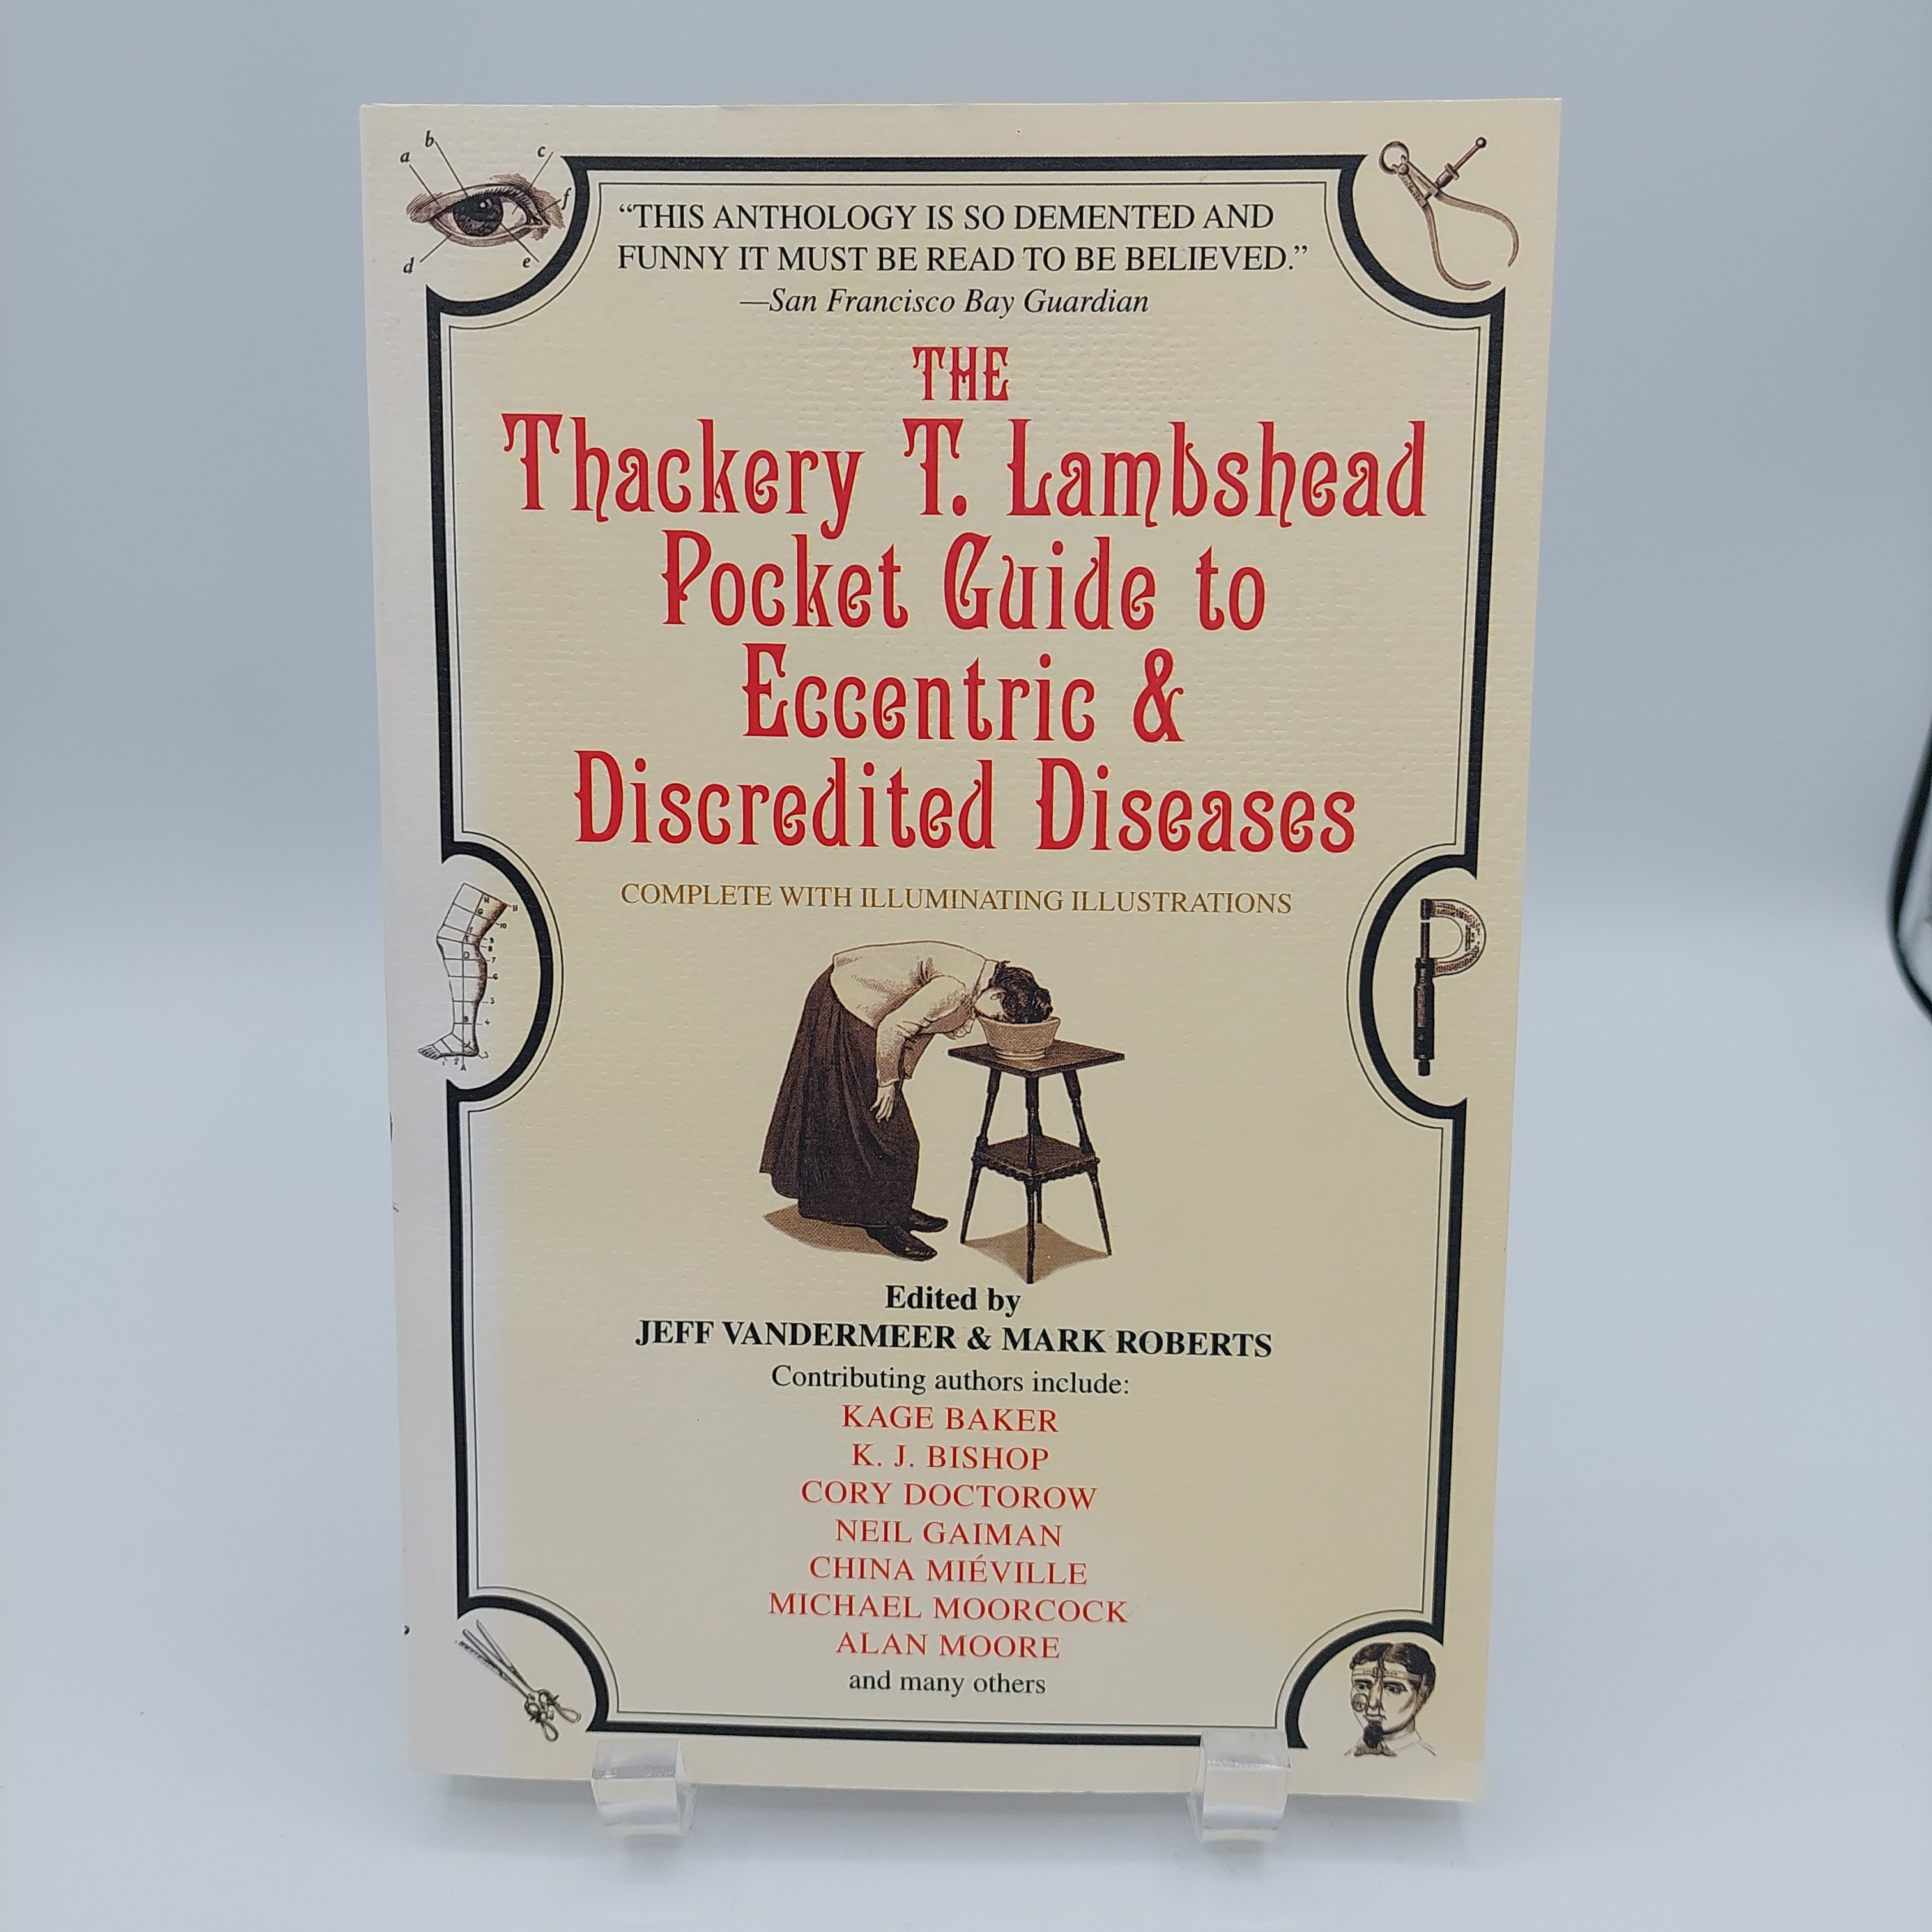 a b c
f
d e
“THIS ANTHOLOGY IS SO DEMENTED AND
FUNNY IT MUST BE READ TO BE BELIEVED.”
—San Francisco Bay Guardian
THE
Thackery T. Lambshead
Pocket Guide to
Eccentric &
Discredited Diseases
COMPLETE WITH ILLUMINATING ILLUSTRATIONS
Edited by
JEFF VANDERMEER & MARK ROBERTS
Contributing authors include:
KAGE BAKER
K. J. BISHOP
CORY DOCTOROW
NEIL GAIMAN
CHINA MIÉVILLE
MICHAEL MOORCOCK
ALAN MOORE
and many others